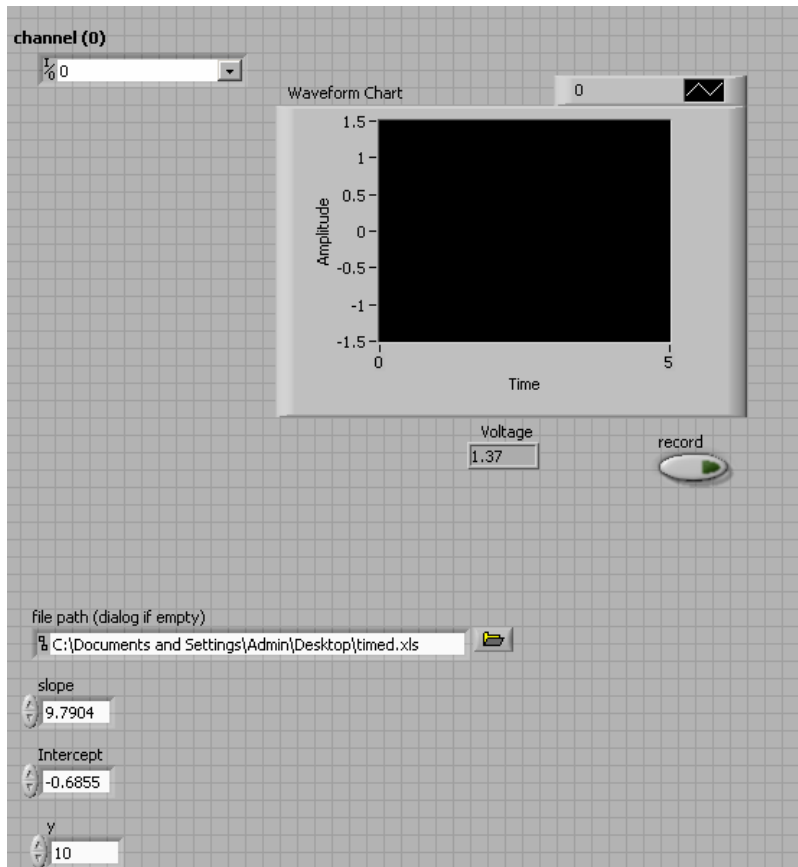 channel (0)
I/O 0
Waveform Chart
0
1.5
1
0.5
0
-0.5
-1
-1.5
Amplitude
0
5
Time
Voltage
1.37
record
file path (dialog if empty)
C:\Documents and Settings\Admin\Desktop\timed.xls
slope
9.7904
Intercept
-0.6855
y
10